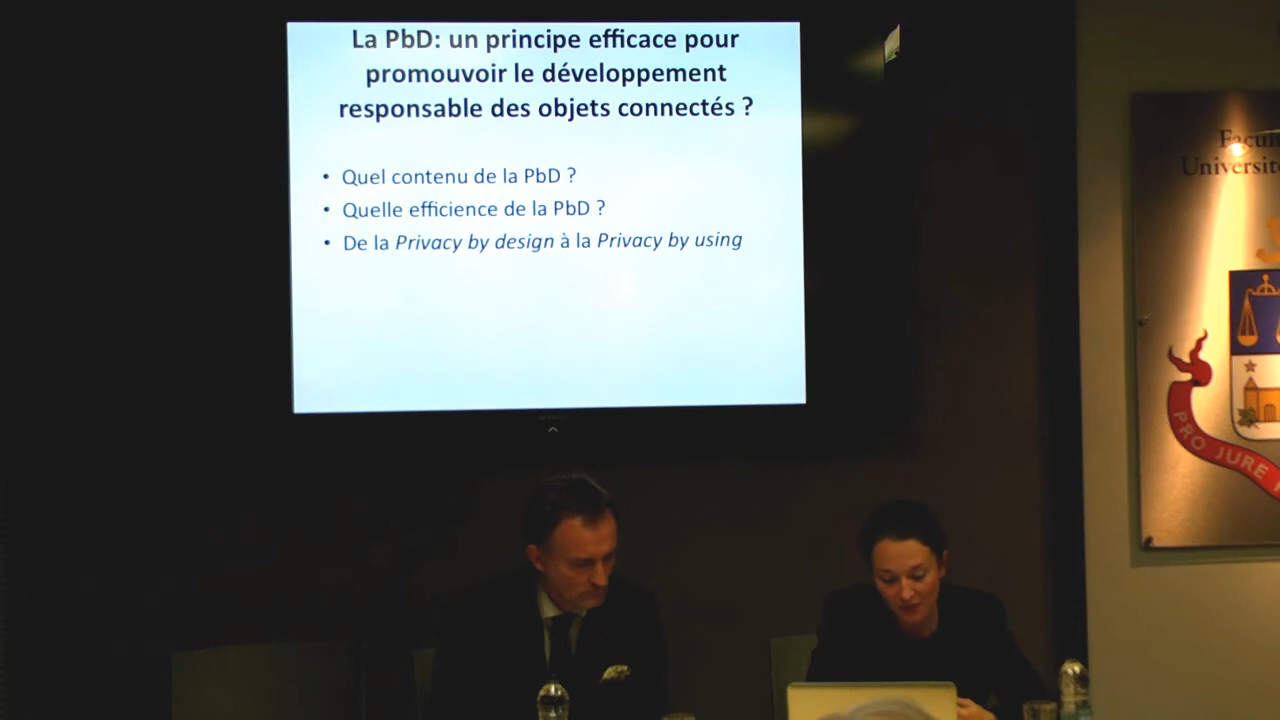 La PbD: un principe efficace pour
promouvoir le développement
responsable des objets connectés ?
• Quel contenu de la PbD ?
• Quelle efficience de la PbD ?
• De la Privacy by design à la Privacy by using
PRO JURE